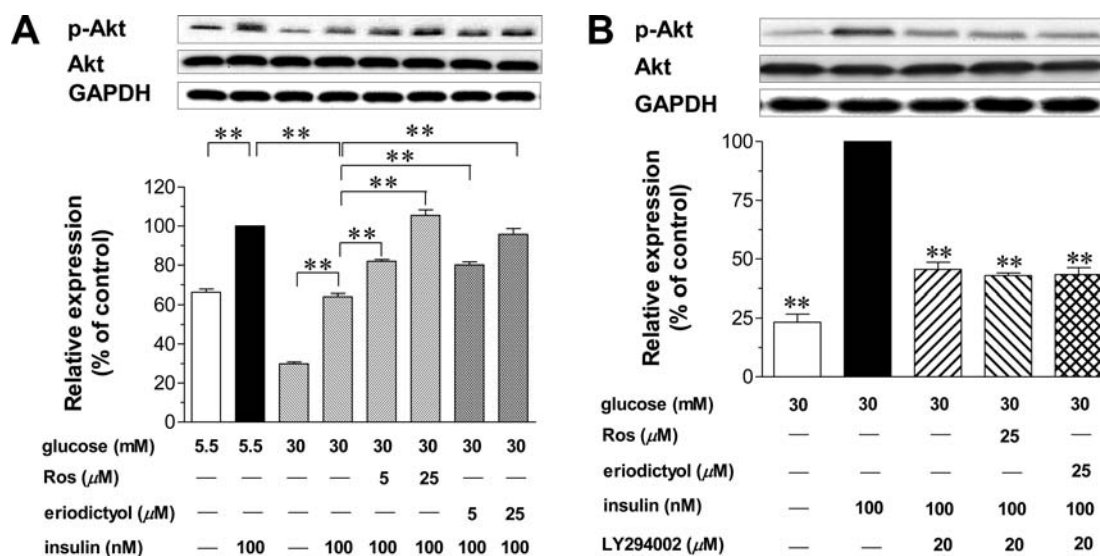 A
p-Akt
Akt
GAPDH
** ** **
**
**
**
**
Relative expression
(% of control)
120
100
80
60
40
20
0
glucose (mM) 5.5 5.5 30 30 30 30 30 30
Ros (μM) — — — — 5 25 — —
eriodictyol (μM) — — — — — — 5 25
insulin (nM) — 100 — 100 100 100 100 100
B
p-Akt
Akt
GAPDH
Relative expression
(% of control)
100
75
50
25
0
** ** ** **
glucose (mM) 30 30 30 30 30
Ros (μM) — — — 25 —
eriodictyol (μM) — — — — 25
insulin (nM) — 100 100 100 100
LY294002 (μM) — — 20 20 20